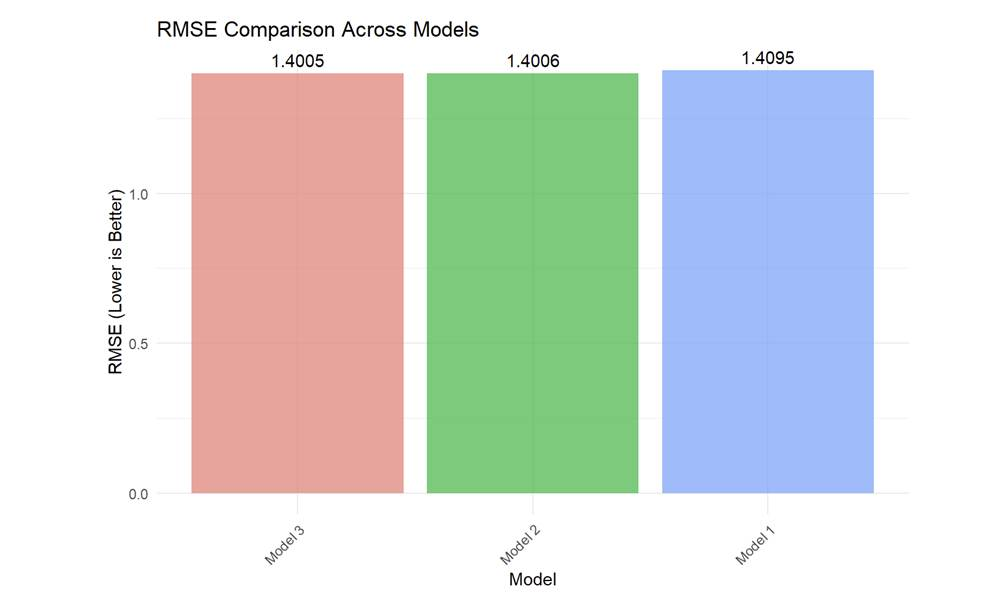 RMSE Comparison Across Models
1.4005
1.4006
1.4095
RMSE (Lower is Better)
1.0
0.5
0.0
Model 3
Model 2
Model 1
Model